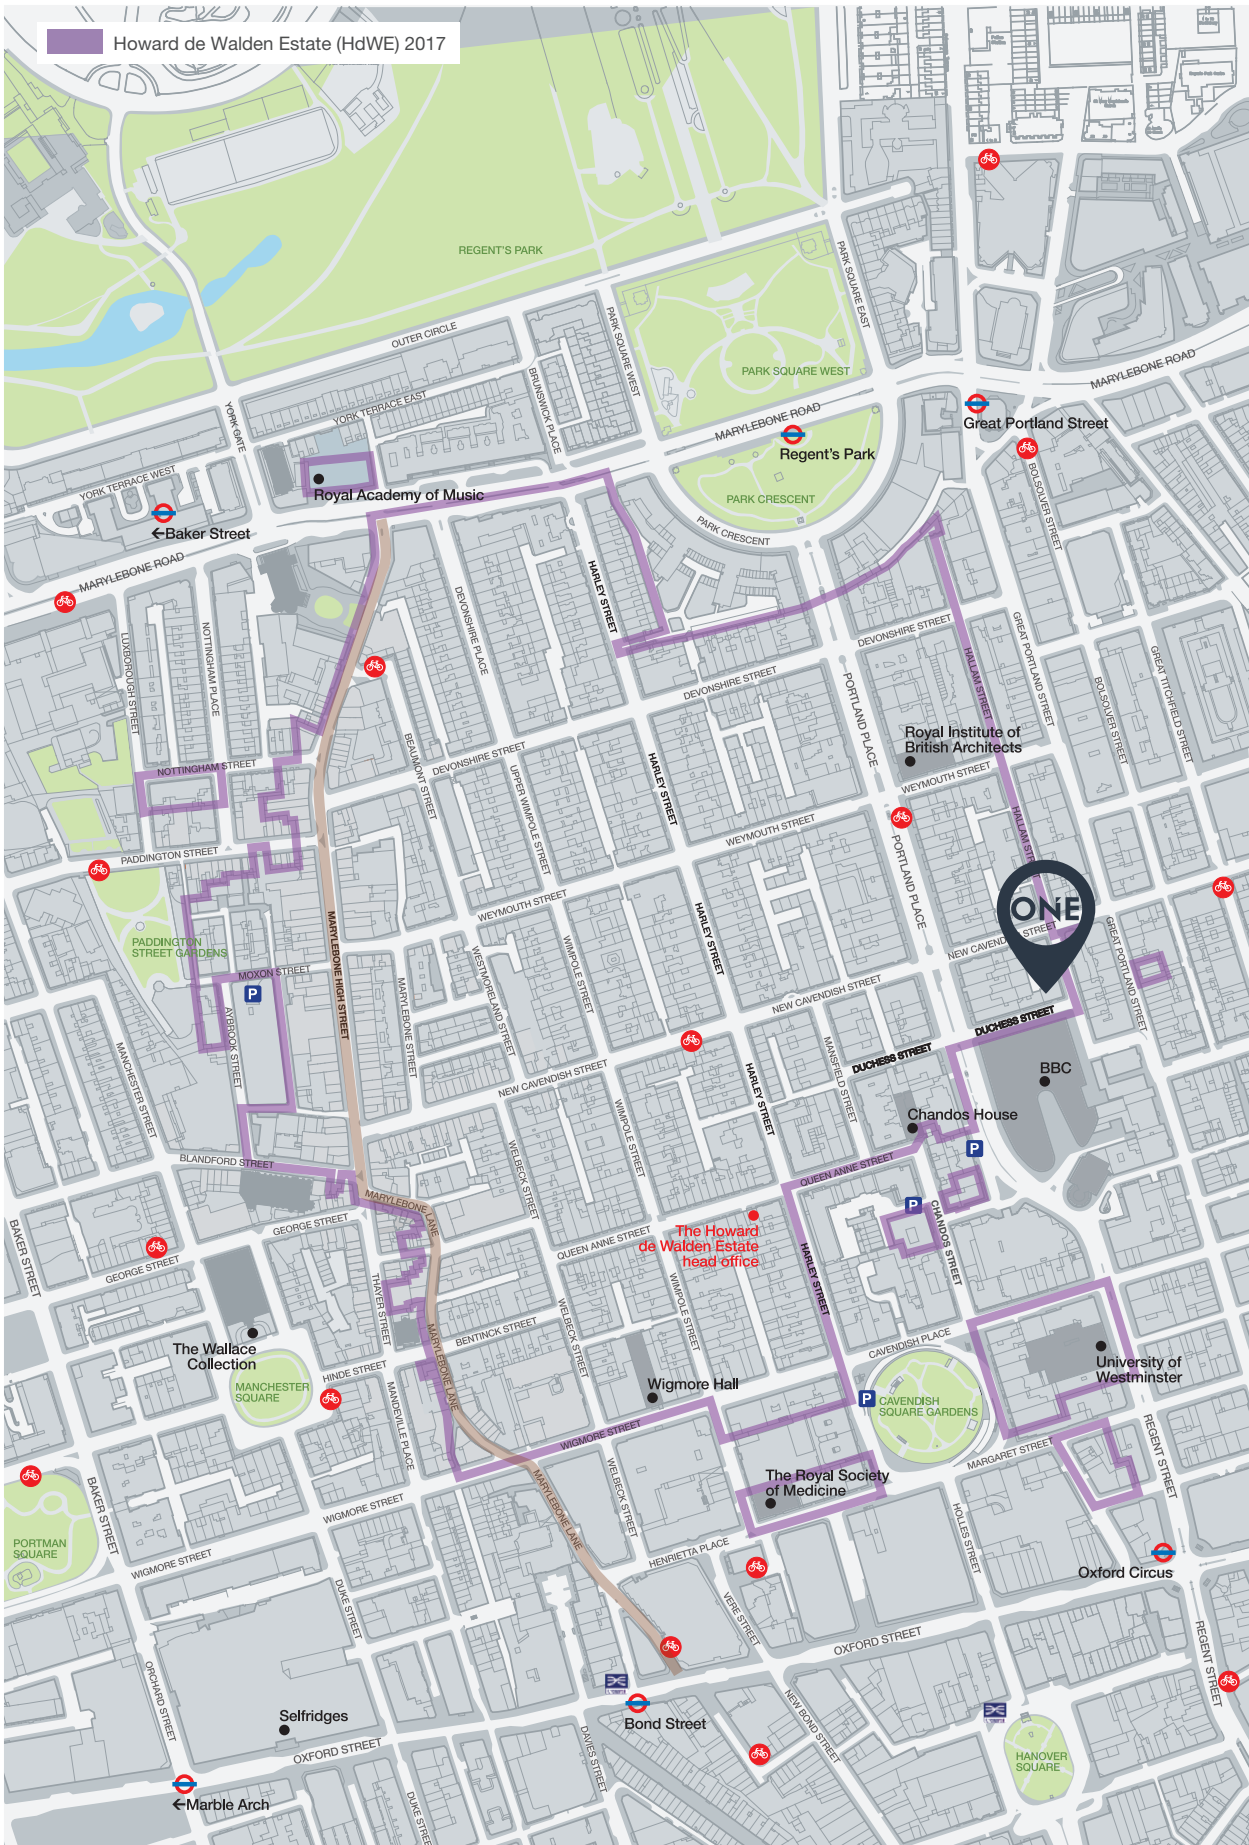 Howard de Walden Estate (HdWE) 2017
REGENT'S PARK
OUTER CIRCLE
PARK SQUARE EAST
PARK SQUARE WEST
PARK SQUARE WEST
MARYLEBONE ROAD
YORK TERRACE EAST
BRUNSWICK PLACE
YORK GATE
MARYLEBONE ROAD
Great Portland Street
Regent's Park
YORK TERRACE WEST
Royal Academy of Music
PARK CRESCENT
PARK CRESCENT
BOLSOLVER STREET
←Baker Street
MARYLEBONE ROAD
HARLEY STREET
DEVONSHIRE PLACE
LUXBOROUGH STREET
NOTTINGHAM PLACE
DEVONSHIRE STREET
GREAT PORTLAND STREET
HALLAM STREET
GREAT TITCHFIELD STREET
DEVONSHIRE STREET
PORTLAND PLACE
BOLSOLVER STREET
Royal Institute of
British Architects
NOTTINGHAM STREET
BEAUMONT STREET
DEVONSHIRE STREET
UPPER WIMPOLE STREET
HARLEY STREET
WEYMOUTH STREET
WEYMOUTH STREET
PORTLAND PLACE
HALLAM STR
PADDINGTON STREET
ONE
WEYMOUTH STREET
HARLEY STREET
MARYLEBONE HIGH STREET
PADDINGTON
STREET GARDENS
NEW CAVENDISH STREET
GREAT PORTLAND STREET
MOXON STREET
P
WESTMORELAND STREET
WIMPOLE STREET
MARYLEBONE STREET
NEW CAVENDISH STREET
AYBROOK STREET
DUCHESS STREET
MANCHESTER STREET
MANSFIELD STREET
DUCHESS STREET
BBC
NEW CAVENDISH STREET
HARLEY STREET
WIMPOLE STREET
Chandos House
P
WELBECK STREET
BLANDFORD STREET
QUEEN ANNE STREET
MARYLEBONE LANE
P
CHANDOS STREET
The Howard
de Walden Estate
head office
GEORGE STREET
BAKER STREET
QUEEN ANNE STREET
GEORGE STREET
HARLEY STREET
WIMPOLE STREET
THAYER STREET
WELBECK STREET
BENTINCK STREET
MARYLEBONE LANE
CAVENDISH PLACE
The Wallace
Collection
HINDE STREET
University of
Westminster
Wigmore Hall
MANCHESTER
SQUARE
MANDEVILLE PLACE
P
CAVENDISH
SQUARE GARDENS
WIGMORE STREET
REGENT STREET
MARGARET STREET
The Royal Society
of Medicine
BAKER STREET
WELBECK STREET
MARYLEBONE LANE
WIGMORE STREET
HOLLES STREET
PORTMAN
SQUARE
HENRIETTA PLACE
Oxford Circus
WIGMORE STREET
DUKE STREET
VERE STREET
OXFORD STREET
REGENT STREET
ORCHARD STREET
NEW BOND STREET
Selfridges
Bond Street
DAVIES STREET
OXFORD STREET
HANOVER
SQUARE
←Marble Arch
DUKE STREET